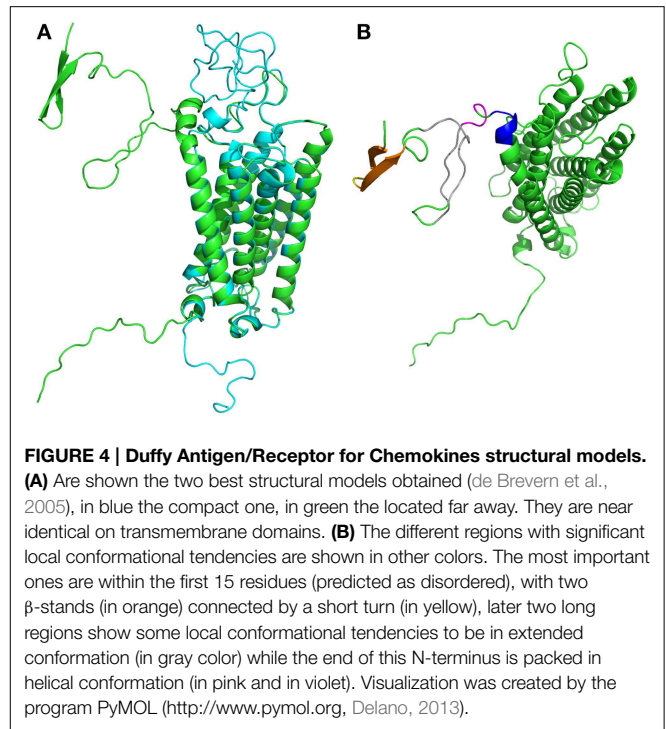 A
B
FIGURE 4 | Duffy Antigen/Receptor for Chemokines structural models.
(A) Are shown the two best structural models obtained (de Brevern et al.,
2005), in blue the compact one, in green the located far away. They are near
identical on transmembrane domains. (B) The different regions with significant
local conformational tendencies are shown in other colors. The most important
ones are within the first 15 residues (predicted as disordered), with two
β-stands (in orange) connected by a short turn (in yellow), later two long
regions show some local conformational tendencies to be in extended
conformation (in gray color) while the end of this N-terminus is packed in
helical conformation (in pink and in violet). Visualization was created by the
program PyMOL (http://www.pymol.org, Delano, 2013).